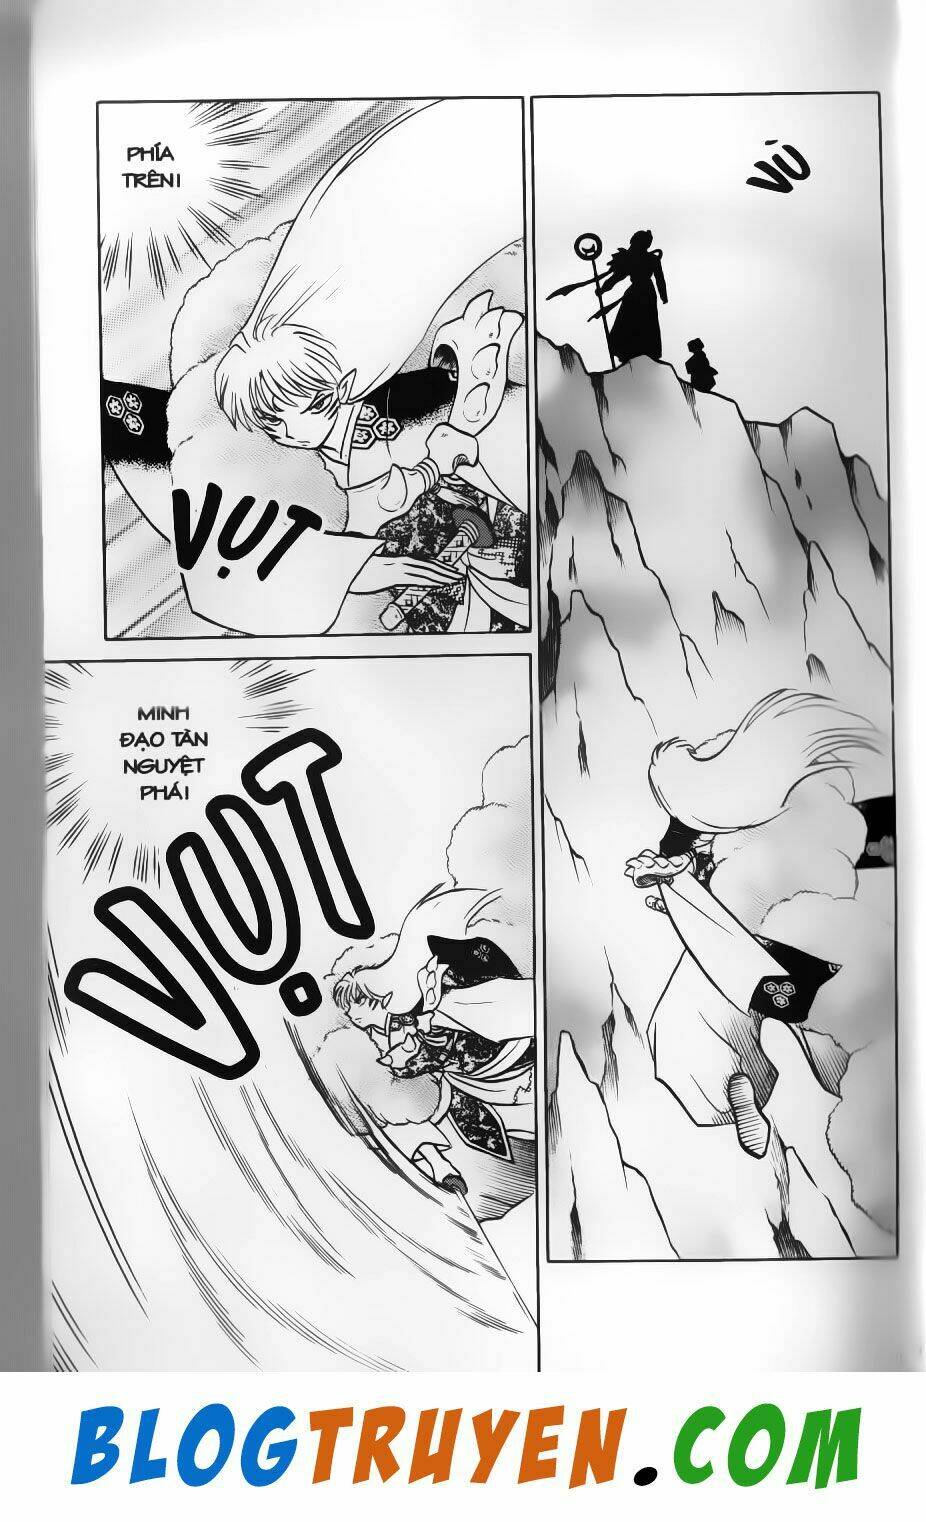 VÙ
PHÍA
TRÊN!
VỤT
MINH
ĐẠO TÀN
NGUYỆT
PHÁ!
VỤT
BLOGTRUYEN.COM